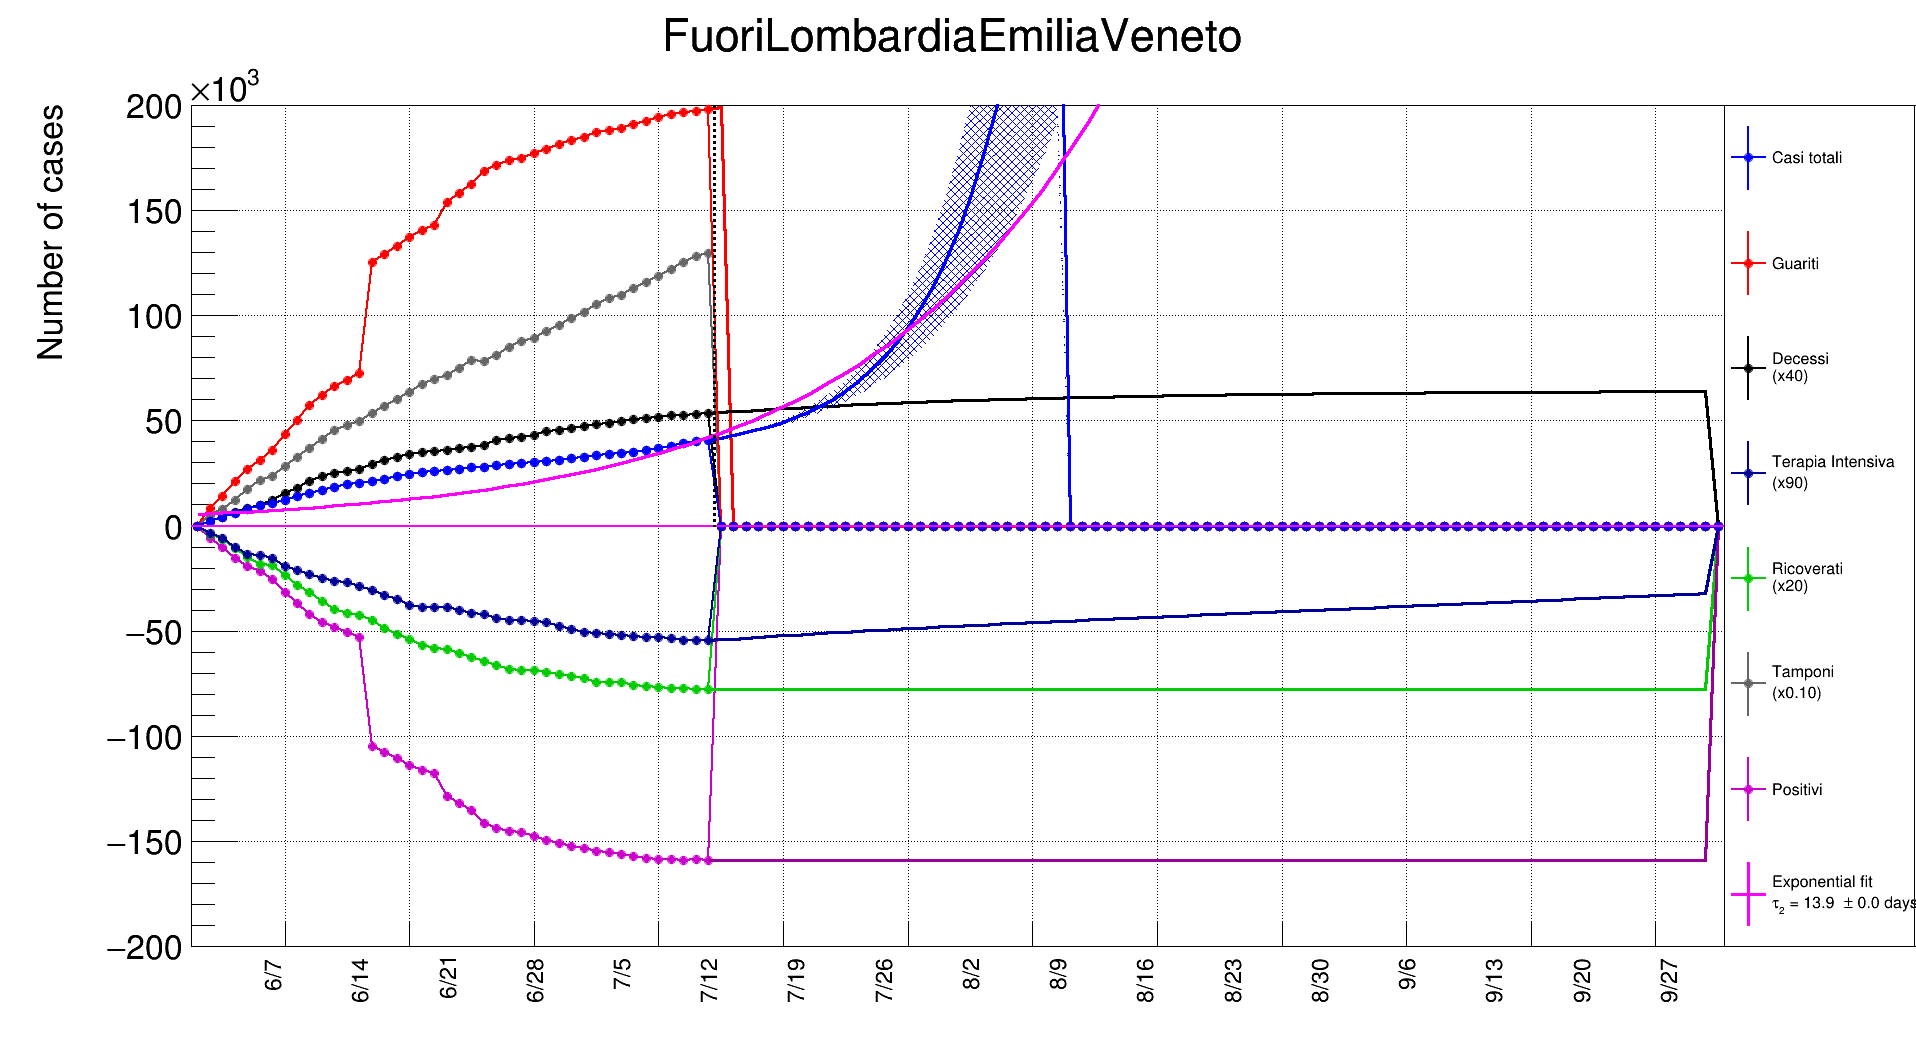 FuoriLombardiaEmiliaVeneto
×10³
Number of cases
200
150
100
50
0
−50
−100
−150
−200
6/7
6/14
6/21
6/28
7/5
7/12
7/19
7/26
8/2
8/9
8/16
8/23
8/30
9/6
9/13
9/20
9/27
Casi totali
Guariti
Decessi
(x40)
Terapia Intensiva
(x90)
Ricoverati
(x20)
Tamponi
(x0.10)
Positivi
Exponential fit
τ₂ = 13.9 ± 0.0 days